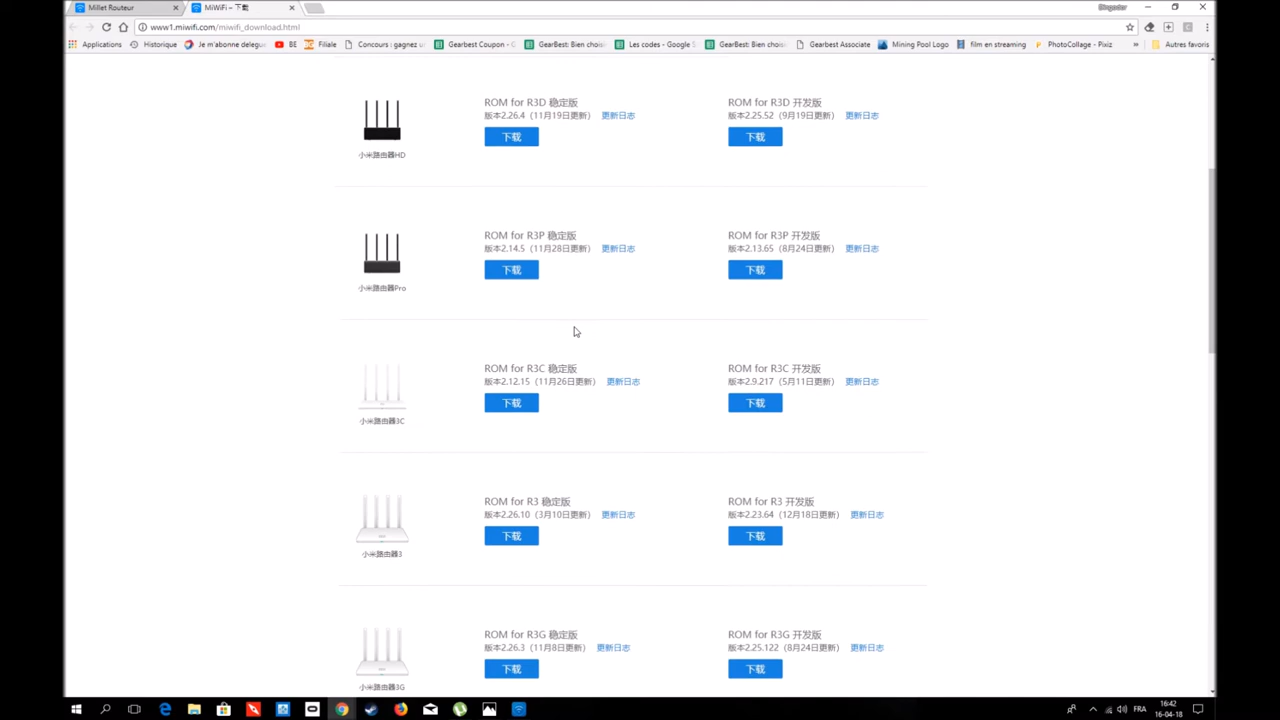 Millet Routeur
MiWiFi – 下载
www1.miwifi.com/miwifi_download.html
Applications
Historique
Je m'abonne delegu
BE
Filiale
Concours : gagnez u
Gearbest Coupon - G
GearBest: Bien chois
Les codes - Google S
GearBest: Bien chois
Gearbest Associate
Mining Pool Logo
film en streaming
PhotoCollage - Pixiz
»
Autres favoris
ROM for R3D 稳定版
版本2.26.4（11月19日更新） 更新日志
下载
小米路由器HD
ROM for R3D 开发版
版本2.25.52（9月19日更新） 更新日志
下载
ROM for R3P 稳定版
版本2.14.5（11月28日更新） 更新日志
下载
小米路由器Pro
ROM for R3P 开发版
版本2.13.65（8月24日更新） 更新日志
下载
ROM for R3C 稳定版
版本2.12.15（11月26日更新） 更新日志
下载
小米路由器3C
ROM for R3C 开发版
版本2.9.217（5月11日更新） 更新日志
下载
ROM for R3 稳定版
版本2.26.10（3月10日更新） 更新日志
下载
小米路由器3
ROM for R3 开发版
版本2.23.64（12月18日更新） 更新日志
下载
ROM for R3G 稳定版
版本2.26.3（11月8日更新） 更新日志
下载
小米路由器3G
ROM for R3G 开发版
版本2.25.122（8月24日更新） 更新日志
下载
FRA
16:42
16-04-18